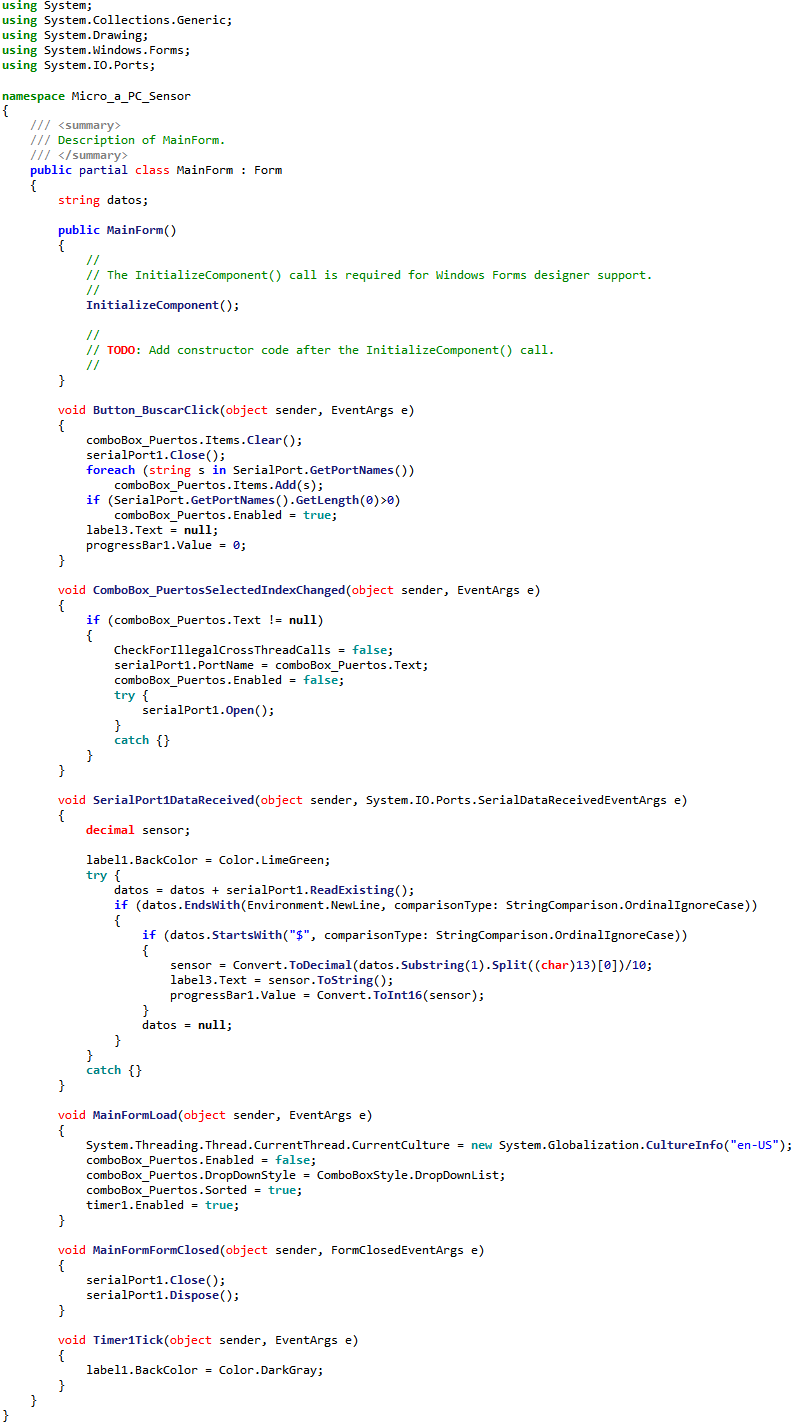 using System;
using System.Collections.Generic;
using System.Drawing;
using System.Windows.Forms;
using System.IO.Ports;

namespace Micro_a_PC_Sensor
{
    /// <summary>
    /// Description of MainForm.
    /// </summary>
    public partial class MainForm : Form
    {
        string datos;

        public MainForm()
        {
            //
            // The InitializeComponent() call is required for Windows Forms designer support.
            //
            InitializeComponent();

            //
            // TODO: Add constructor code after the InitializeComponent() call.
            //
        }

        void Button_BuscarClick(object sender, EventArgs e)
        {
            comboBox_Puertos.Items.Clear();
            serialPort1.Close();
            foreach (string s in SerialPort.GetPortNames())
                comboBox_Puertos.Items.Add(s);
            if (SerialPort.GetPortNames().GetLength(0)>0)
                comboBox_Puertos.Enabled = true;
            label3.Text = null;
            progressBar1.Value = 0;
        }

        void ComboBox_PuertosSelectedIndexChanged(object sender, EventArgs e)
        {
            if (comboBox_Puertos.Text != null)
            {
                CheckForIllegalCrossThreadCalls = false;
                serialPort1.PortName = comboBox_Puertos.Text;
                comboBox_Puertos.Enabled = false;
                try {
                    serialPort1.Open();
                }
                catch {}
            }
        }

        void SerialPort1DataReceived(object sender, System.IO.Ports.SerialDataReceivedEventArgs e)
        {
            decimal sensor;

            label1.BackColor = Color.LimeGreen;
            try {
                datos = datos + serialPort1.ReadExisting();
                if (datos.EndsWith(Environment.NewLine, comparisonType: StringComparison.OrdinalIgnoreCase))
                {
                    if (datos.StartsWith("$", comparisonType: StringComparison.OrdinalIgnoreCase))
                    {
                        sensor = Convert.ToDecimal(datos.Substring(1).Split((char)13)[0])/10;
                        label3.Text = sensor.ToString();
                        progressBar1.Value = Convert.ToInt16(sensor);
                    }
                    datos = null;
                }
            }
            catch {}
        }

        void MainFormLoad(object sender, EventArgs e)
        {
            System.Threading.Thread.CurrentThread.CurrentCulture = new System.Globalization.CultureInfo("en-US");
            comboBox_Puertos.Enabled = false;
            comboBox_Puertos.DropDownStyle = ComboBoxStyle.DropDownList;
            comboBox_Puertos.Sorted = true;
            timer1.Enabled = true;
        }

        void MainFormFormClosed(object sender, FormClosedEventArgs e)
        {
            serialPort1.Close();
            serialPort1.Dispose();
        }

        void Timer1Tick(object sender, EventArgs e)
        {
            label1.BackColor = Color.DarkGray;
        }
    }
}